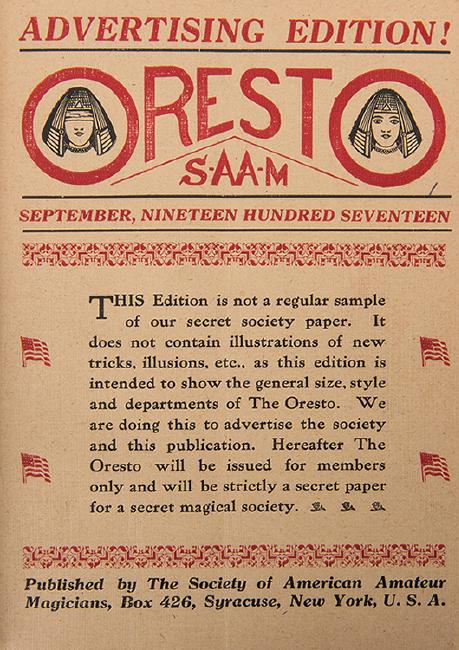 ADVERTISING EDITION!
ORESTO
S·A·A·M
SEPTEMBER, NINETEEN HUNDRED SEVENTEEN
THIS Edition is not a regular sample
of our secret society paper. It
does not contain illustrations of new
tricks, illusions, etc., as this edition is
intended to show the general size, style
and departments of The Oresto. We
are doing this to advertise the society
and this publication. Hereafter The
Oresto will be issued for members
only and will be strictly a secret paper
for a secret magical society.
Published by The Society of American Amateur
Magicians, Box 426, Syracuse, New York, U. S. A.